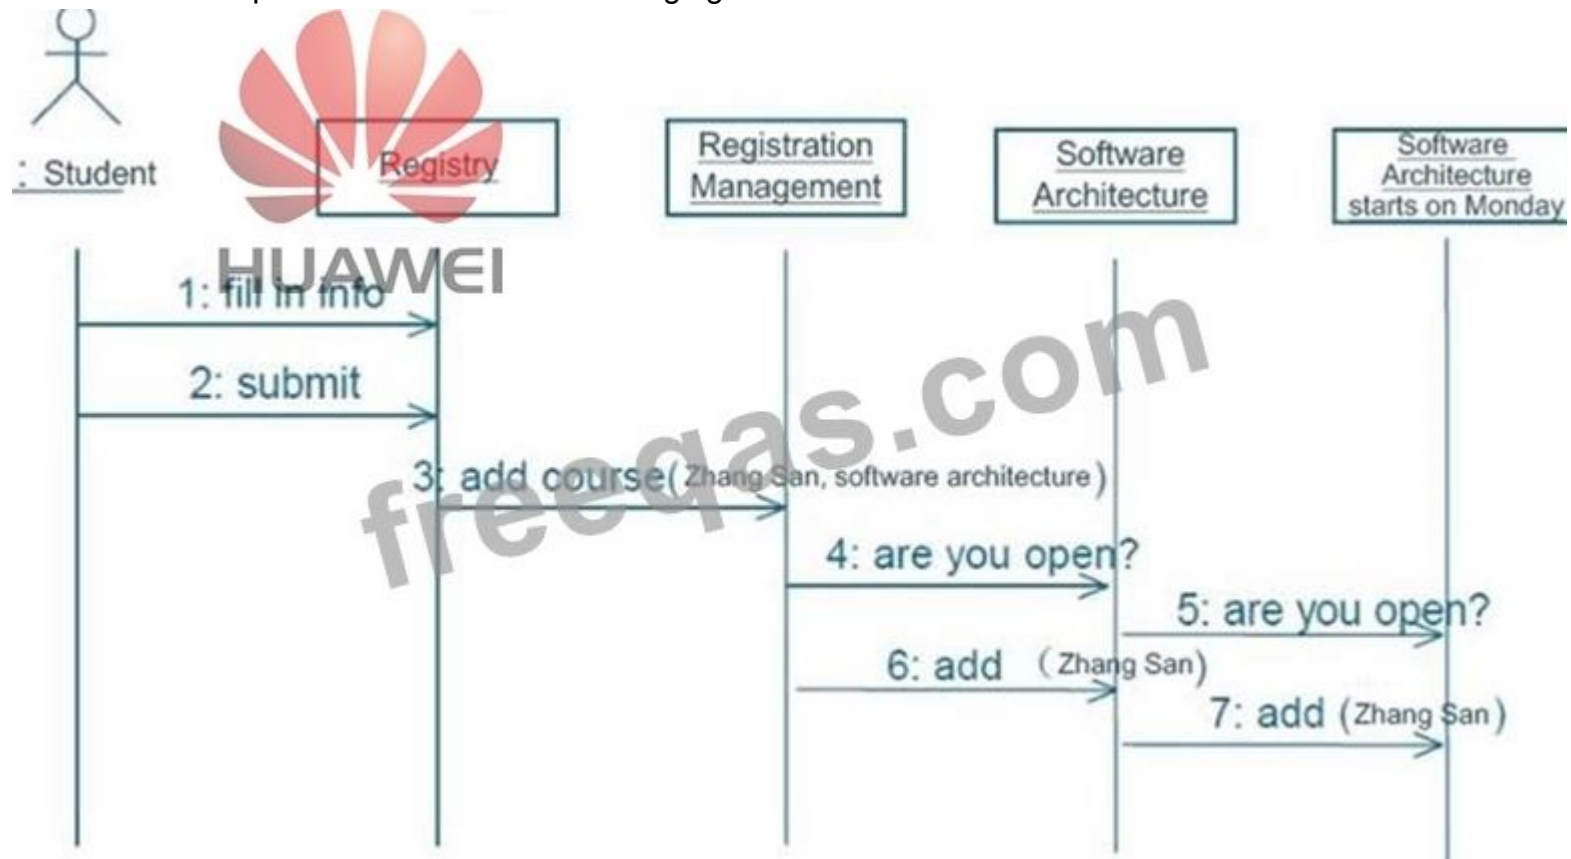 : Student
Registry
Registration
Management
Software
Architecture
Software
Architecture
starts on Monday
HUAWEI
1: fill in info
2: submit
3: add course(Zhang San, software architecture)
4: are you open?
5: are you open?
6: add (Zhang San)
7: add (Zhang San)
freeqas.com